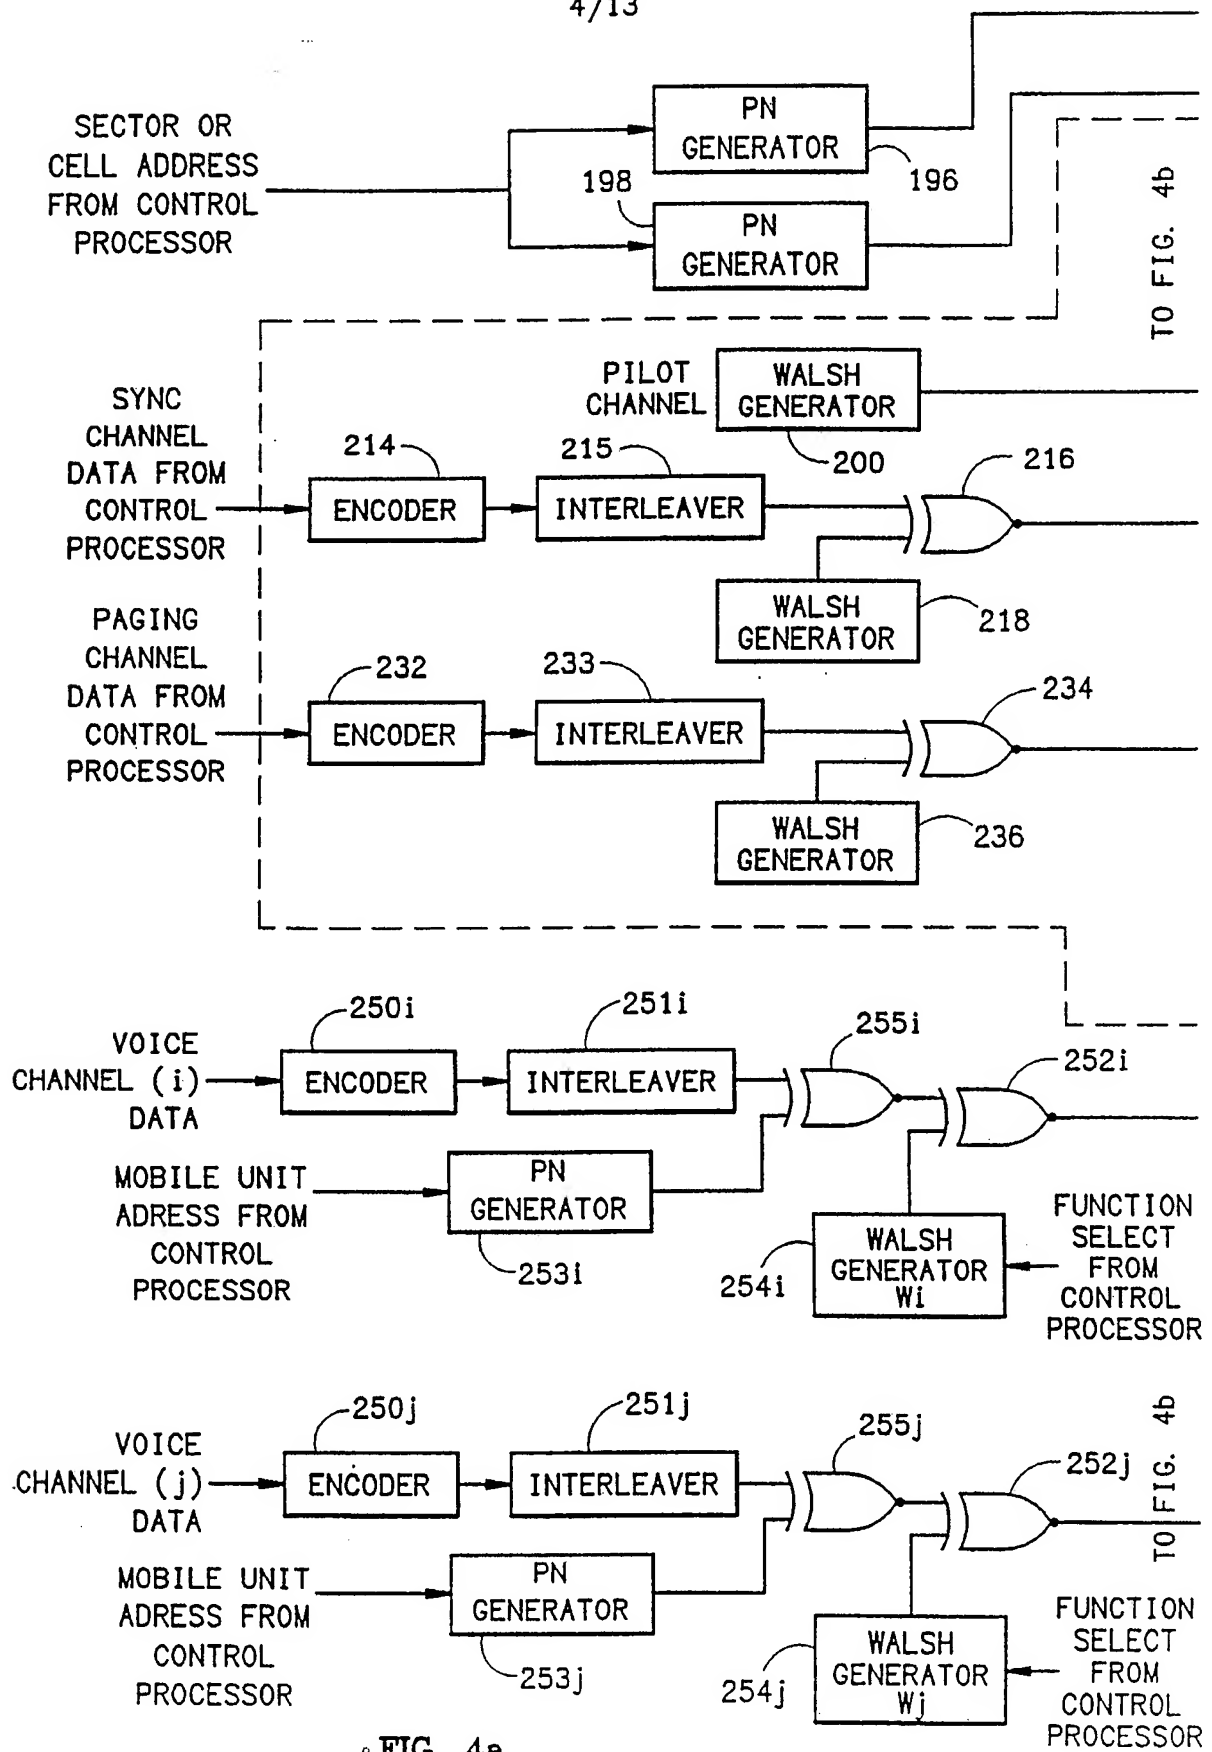 4/13
SECTOR OR
CELL ADDRESS
FROM CONTROL
PROCESSOR
PN
GENERATOR
196
198
PN
GENERATOR
TO FIG. 4b
PILOT
CHANNEL
WALSH
GENERATOR
200
SYNC
CHANNEL
DATA FROM
CONTROL
PROCESSOR
214
ENCODER
215
INTERLEAVER
216
WALSH
GENERATOR
218
PAGING
CHANNEL
DATA FROM
CONTROL
PROCESSOR
232
ENCODER
233
INTERLEAVER
234
WALSH
GENERATOR
236
VOICE
CHANNEL (i)
DATA
250i
ENCODER
251i
INTERLEAVER
255i
252i
MOBILE UNIT
ADRESS FROM
CONTROL
PROCESSOR
PN
GENERATOR
253i
WALSH
GENERATOR
Wi
254i
FUNCTION
SELECT
FROM
CONTROL
PROCESSOR
VOICE
CHANNEL (j)
DATA
250j
ENCODER
251j
INTERLEAVER
255j
252j
TO FIG. 4b
MOBILE UNIT
ADRESS FROM
CONTROL
PROCESSOR
PN
GENERATOR
253j
WALSH
GENERATOR
Wj
254j
FUNCTION
SELECT
FROM
CONTROL
PROCESSOR
FIG. 4a